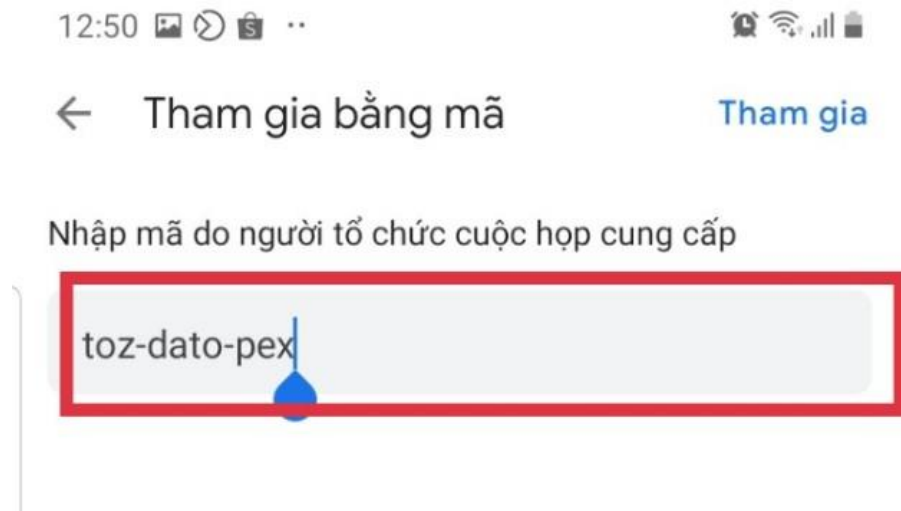 12:50
Tham gia bằng mã
Tham gia
Nhập mã do người tổ chức cuộc họp cung cấp
toz-dato-pex